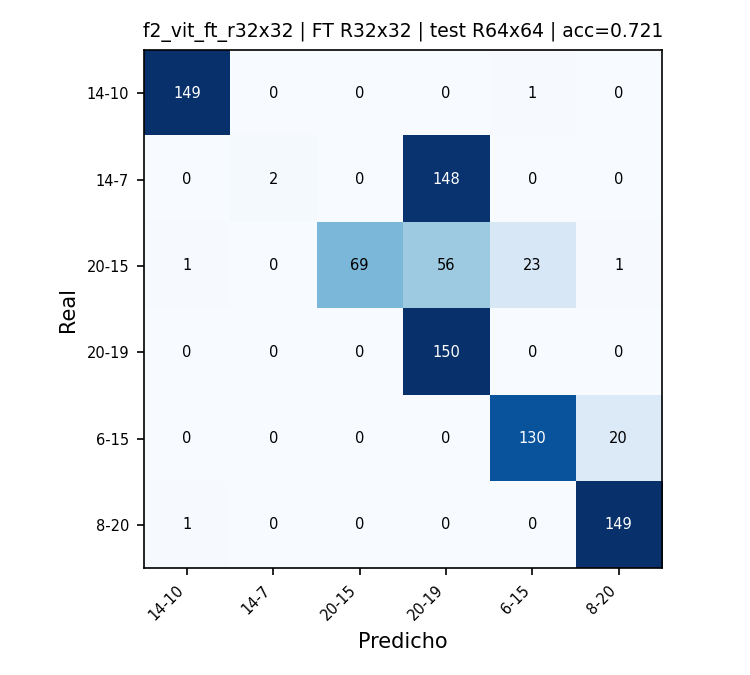 f2_vit_ft_r32x32 | FT R32x32 | test R64x64 | acc=0.721
14-10 149 0 0 0 1 0
14-7 0 2 0 148 0 0
20-15 1 0 69 56 23 1
20-19 0 0 0 150 0 0
6-15 0 0 0 0 130 20
8-20 1 0 0 0 0 149
Real
14-10 14-7 20-15 20-19 6-15 8-20
Predicho